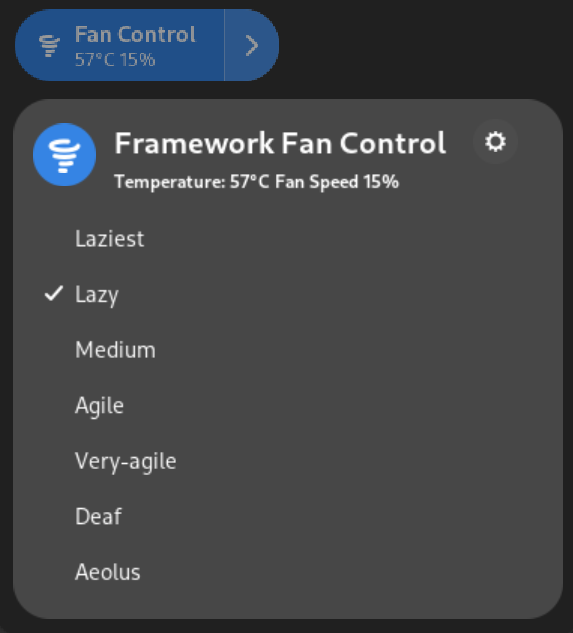 Fan Control
57°C 15%
Framework Fan Control
Temperature: 57°C Fan Speed 15%
Laziest
Lazy
Medium
Agile
Very-agile
Deaf
Aeolus